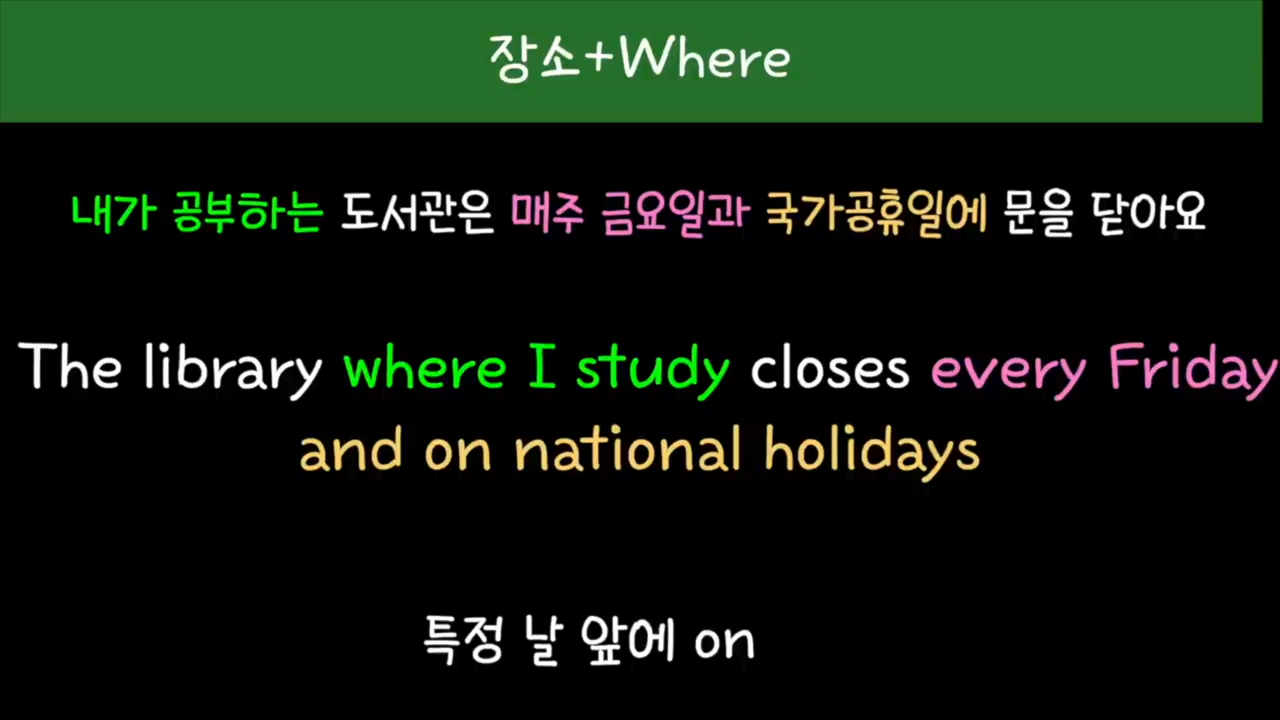 장소+Where
내가 공부하는 도서관은 매주 금요일과 국가공휴일에 문을 닫아요
The library where I study closes every Friday
and on national holidays
특정 날 앞에 on